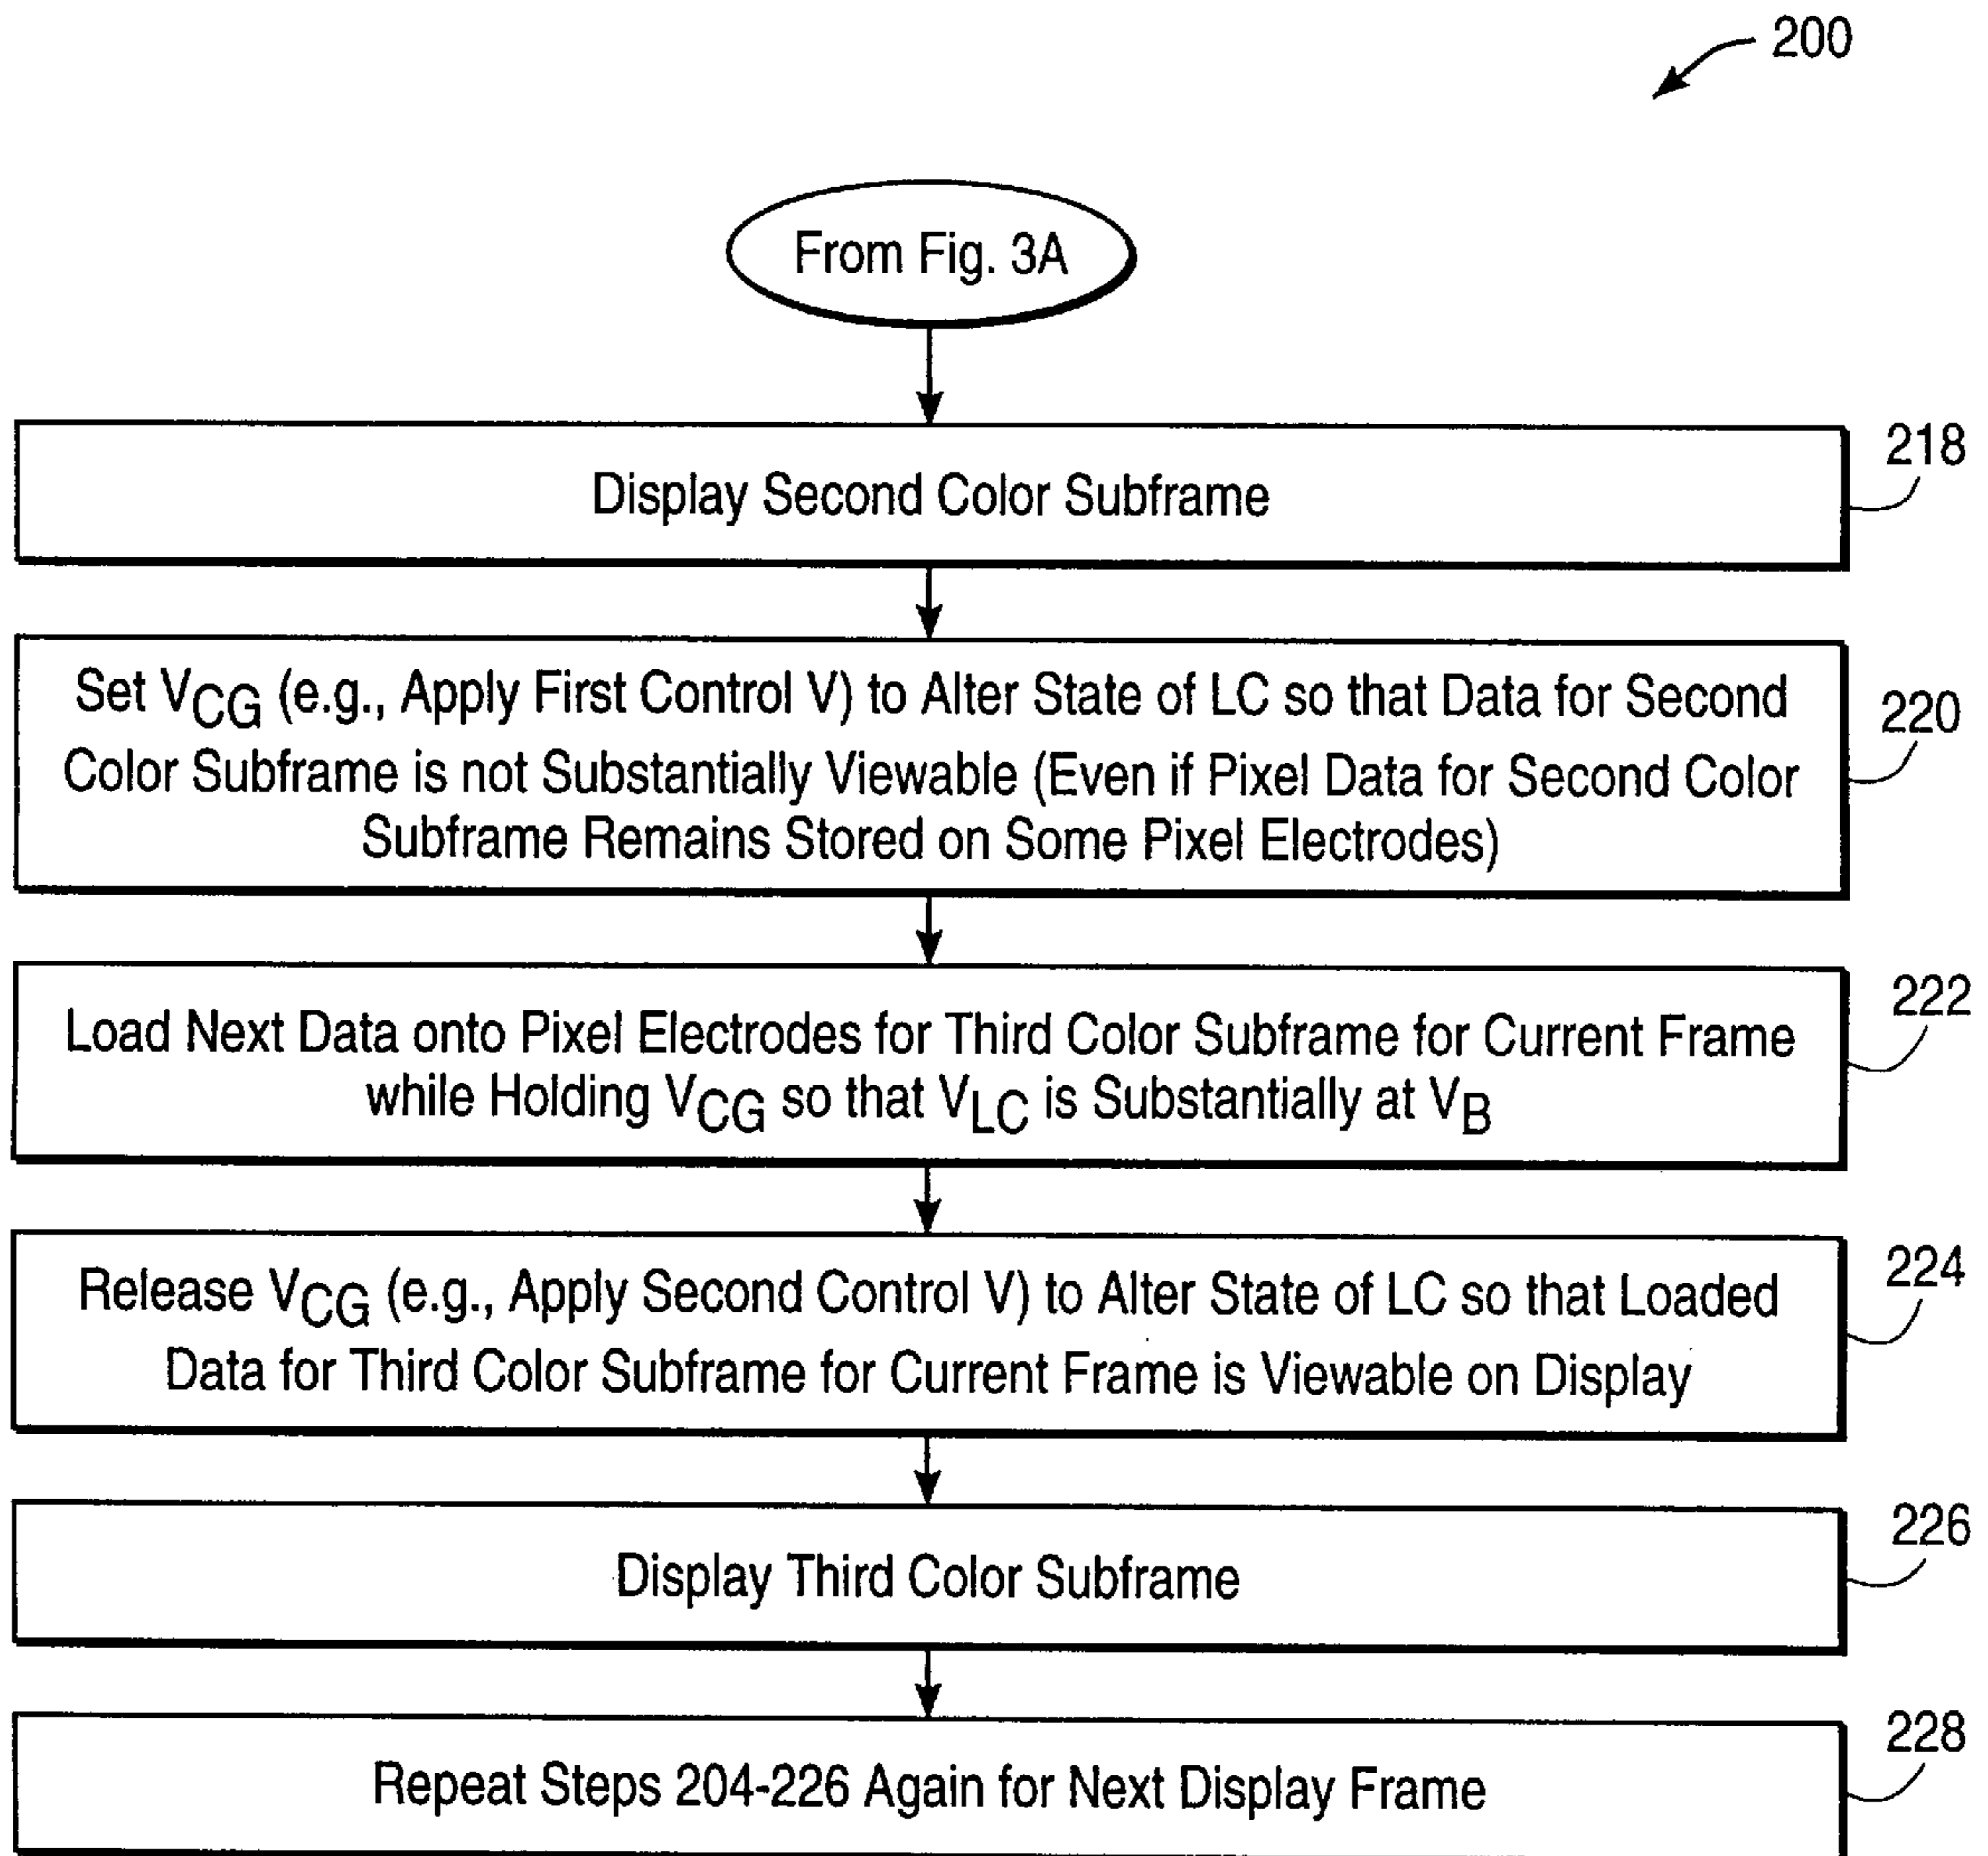 200
From Fig. 3A
Display Second Color Subframe
218
Set VCG (e.g., Apply First Control V) to Alter State of LC so that Data for Second
Color Subframe is not Substantially Viewable (Even if Pixel Data for Second Color
Subframe Remains Stored on Some Pixel Electrodes)
220
Load Next Data onto Pixel Electrodes for Third Color Subframe for Current Frame
while Holding VCG so that VLC is Substantially at VB
222
Release VCG (e.g., Apply Second Control V) to Alter State of LC so that Loaded
Data for Third Color Subframe for Current Frame is Viewable on Display
224
Display Third Color Subframe
226
Repeat Steps 204-226 Again for Next Display Frame
228